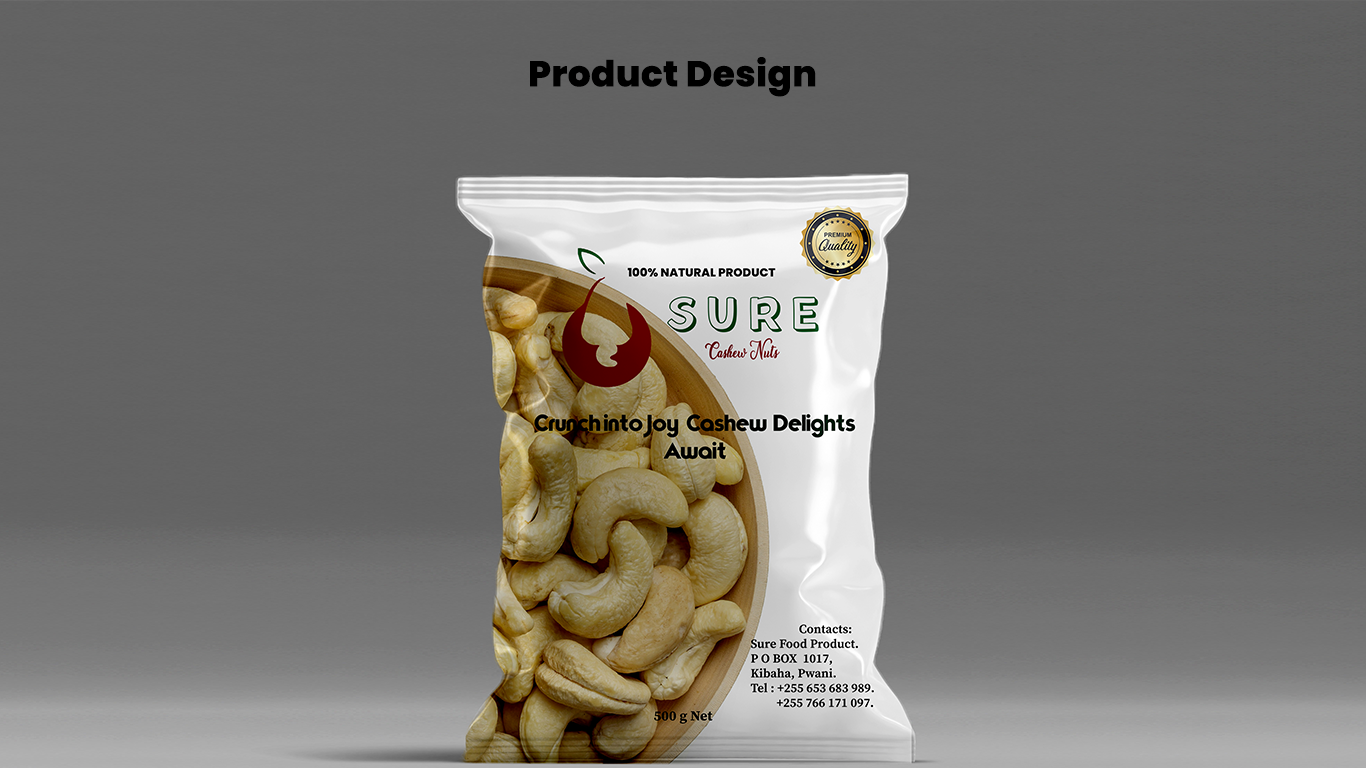 Product Design
PREMIUM
Quality
100% NATURAL PRODUCT
SURE
Cashew Nuts
Crunch into Joy Cashew Delights
Await
Contacts:
Sure Food Product.
P O BOX 1017,
Kibaha, Pwani.
Tel : +255 653 683 989.
+255 766 171 097.
500 g Net